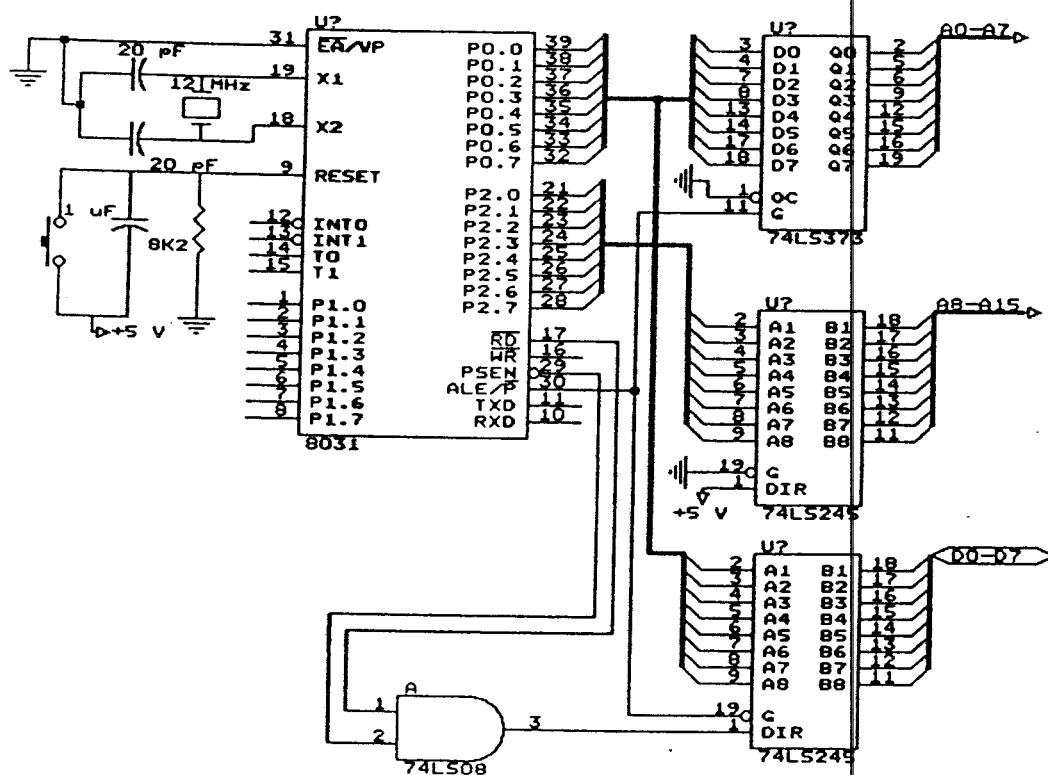 U?
31 EA/VP
20 pF
19 X1
12 MHz
18 X2
20 pF
9 RESET
1 uF
8K2
+5 V
12 INT0
13 INT1
14 T0
15 T1
1 P1.0
2 P1.1
3 P1.2
4 P1.3
5 P1.4
6 P1.5
7 P1.6
8 P1.7
P0.0 39
P0.1 38
P0.2 37
P0.3 36
P0.4 35
P0.5 34
P0.6 33
P0.7 32
P2.0 21
P2.1 22
P2.2 23
P2.3 24
P2.4 25
P2.5 26
P2.6 27
P2.7 28
RD 17
WR 16
PSEN 29
ALE/P 30
TXD 11
RXD 10
8031
U?
3 D0 Q0 2
4 D1 Q1 5
7 D2 Q2 6
8 D3 Q3 9
13 D4 Q4 12
14 D5 Q5 15
17 D6 Q6 16
18 D7 Q7 19
1 OC
11 G
74LS373
A0-A7
U?
2 A1 B1 18
3 A2 B2 17
4 A3 B3 16
5 A4 B4 15
6 A5 B5 14
7 A6 B6 13
8 A7 B7 12
9 A8 B8 11
19 G
1 DIR
+5 V
74LS245
A8-A15
U?
2 A1 B1 18
3 A2 B2 17
4 A3 B3 16
5 A4 B4 15
6 A5 B5 14
7 A6 B6 13
8 A7 B7 12
9 A8 B8 11
19 G
1 DIR
74LS245
D0-D7
A
1
2
3
74LS08